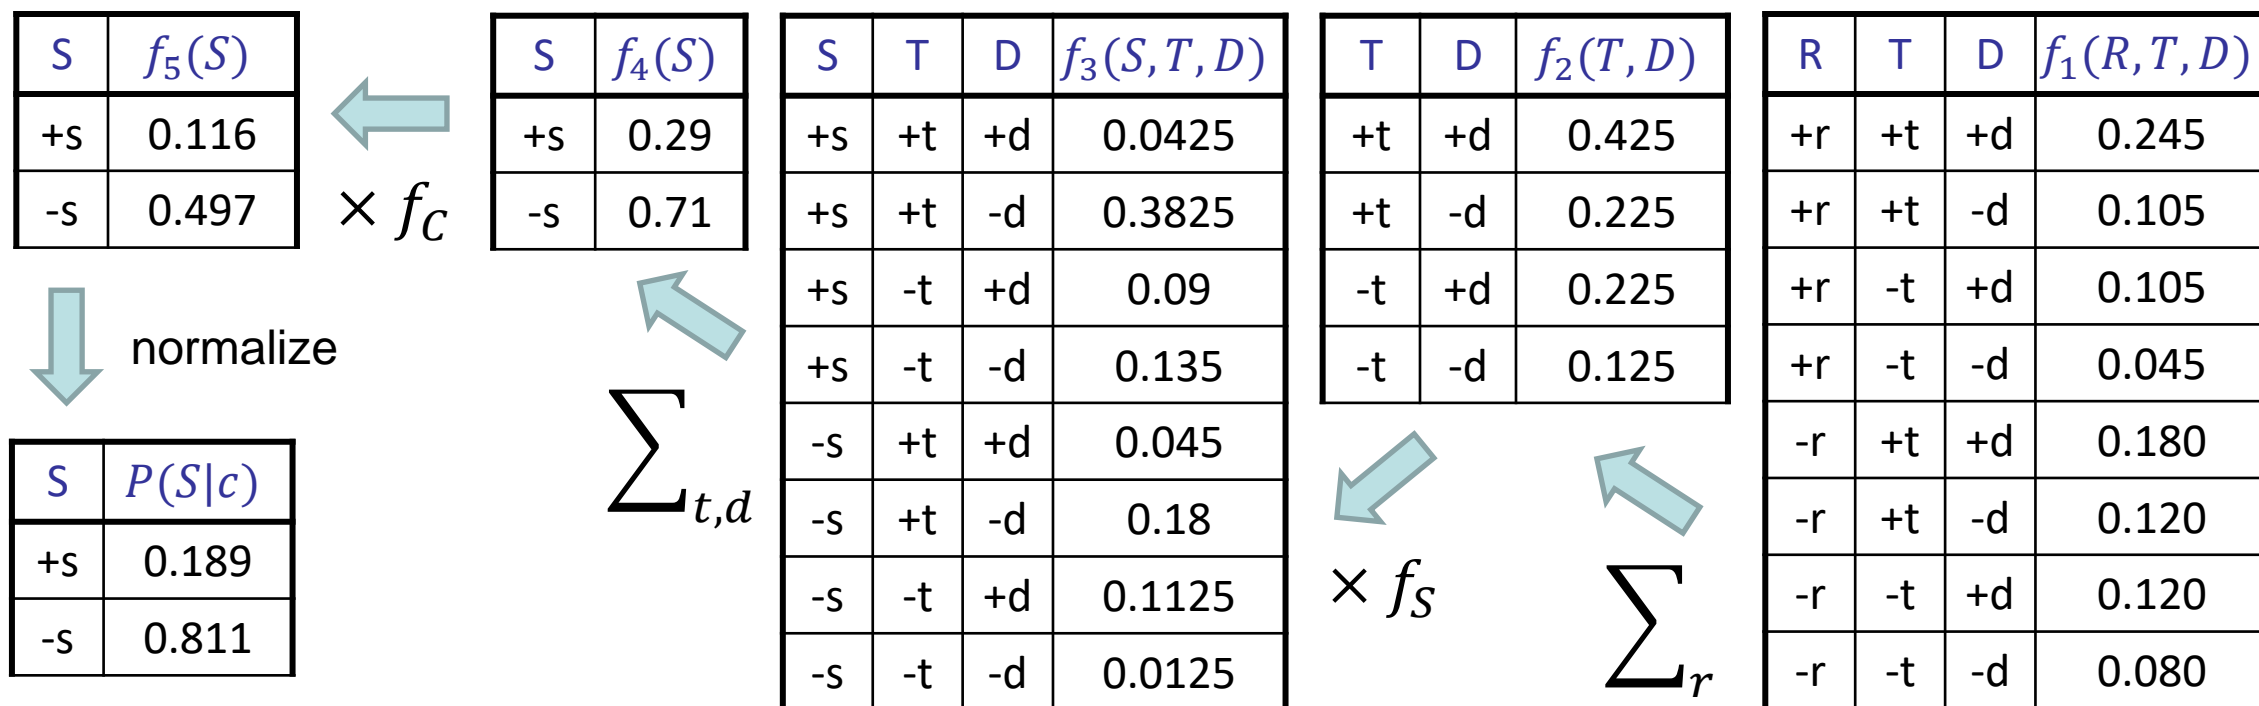 S f₅(S)
+s 0.116
-s 0.497
× f_C
S f₄(S)
+s 0.29
-s 0.71
S T D f₃(S, T, D)
+s +t +d 0.0425
+s +t -d 0.3825
+s -t +d 0.09
+s -t -d 0.135
-s +t +d 0.045
-s +t -d 0.18
-s -t +d 0.1125
-s -t -d 0.0125
T D f₂(T, D)
+t +d 0.425
+t -d 0.225
-t +d 0.225
-t -d 0.125
R T D f₁(R, T, D)
+r +t +d 0.245
+r +t -d 0.105
+r -t +d 0.105
+r -t -d 0.045
-r +t +d 0.180
-r +t -d 0.120
-r -t +d 0.120
-r -t -d 0.080
normalize
∑_{t,d}
× f_S
∑_r
S P(S|c)
+s 0.189
-s 0.811